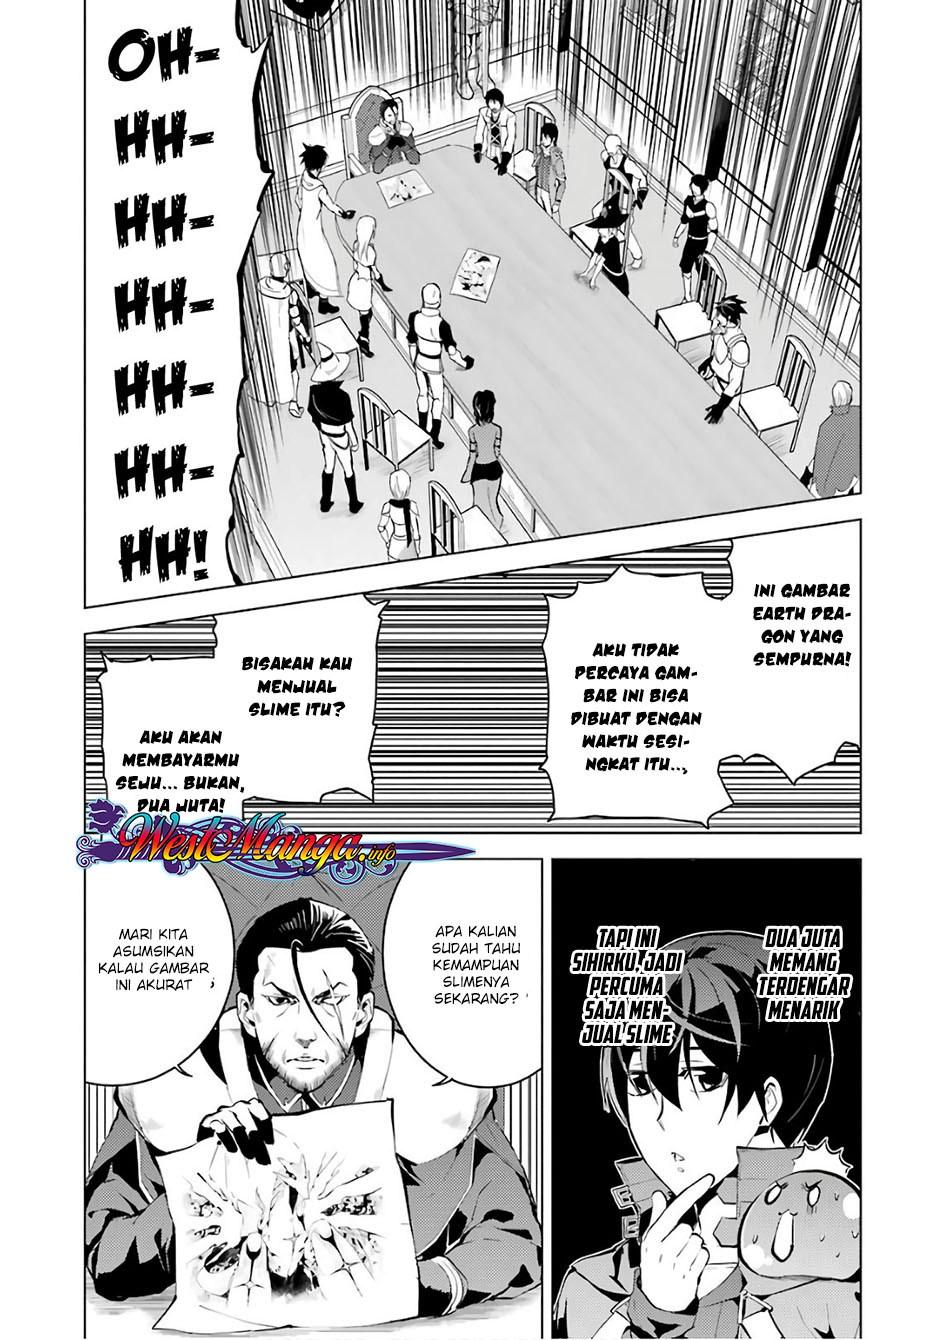 OH-
HH-
HH-
HH-
HH-
HH-
HH!
INI GAMBAR
EARTH DRA-
GON YANG
SEMPURNA!
AKU TIDAK
PERCAYA GAM-
BAR INI BISA
DIBUAT DENGAN
WAKTU SESI-
NGKAT ITU...,
BISAKAH KAU
MENJUAL
SLIME ITU?
AKU AKAN
MEMBAYARMU
SEJU... BUKAN,
DUA JUTA!
WestManga.info
DUA JUTA
MEMANG
TERDENGAR
MENARIK
TAPI INI
SIHIRKU, JADI
PERCUMA
SAJA MEN-
JUAL SLIME
APA KALIAN
SUDAH TAHU
KEMAMPUAN
SLIMENYA
SEKARANG?
MARI KITA
ASUMSIKAN
KALAU GAMBAR
INI AKURAT